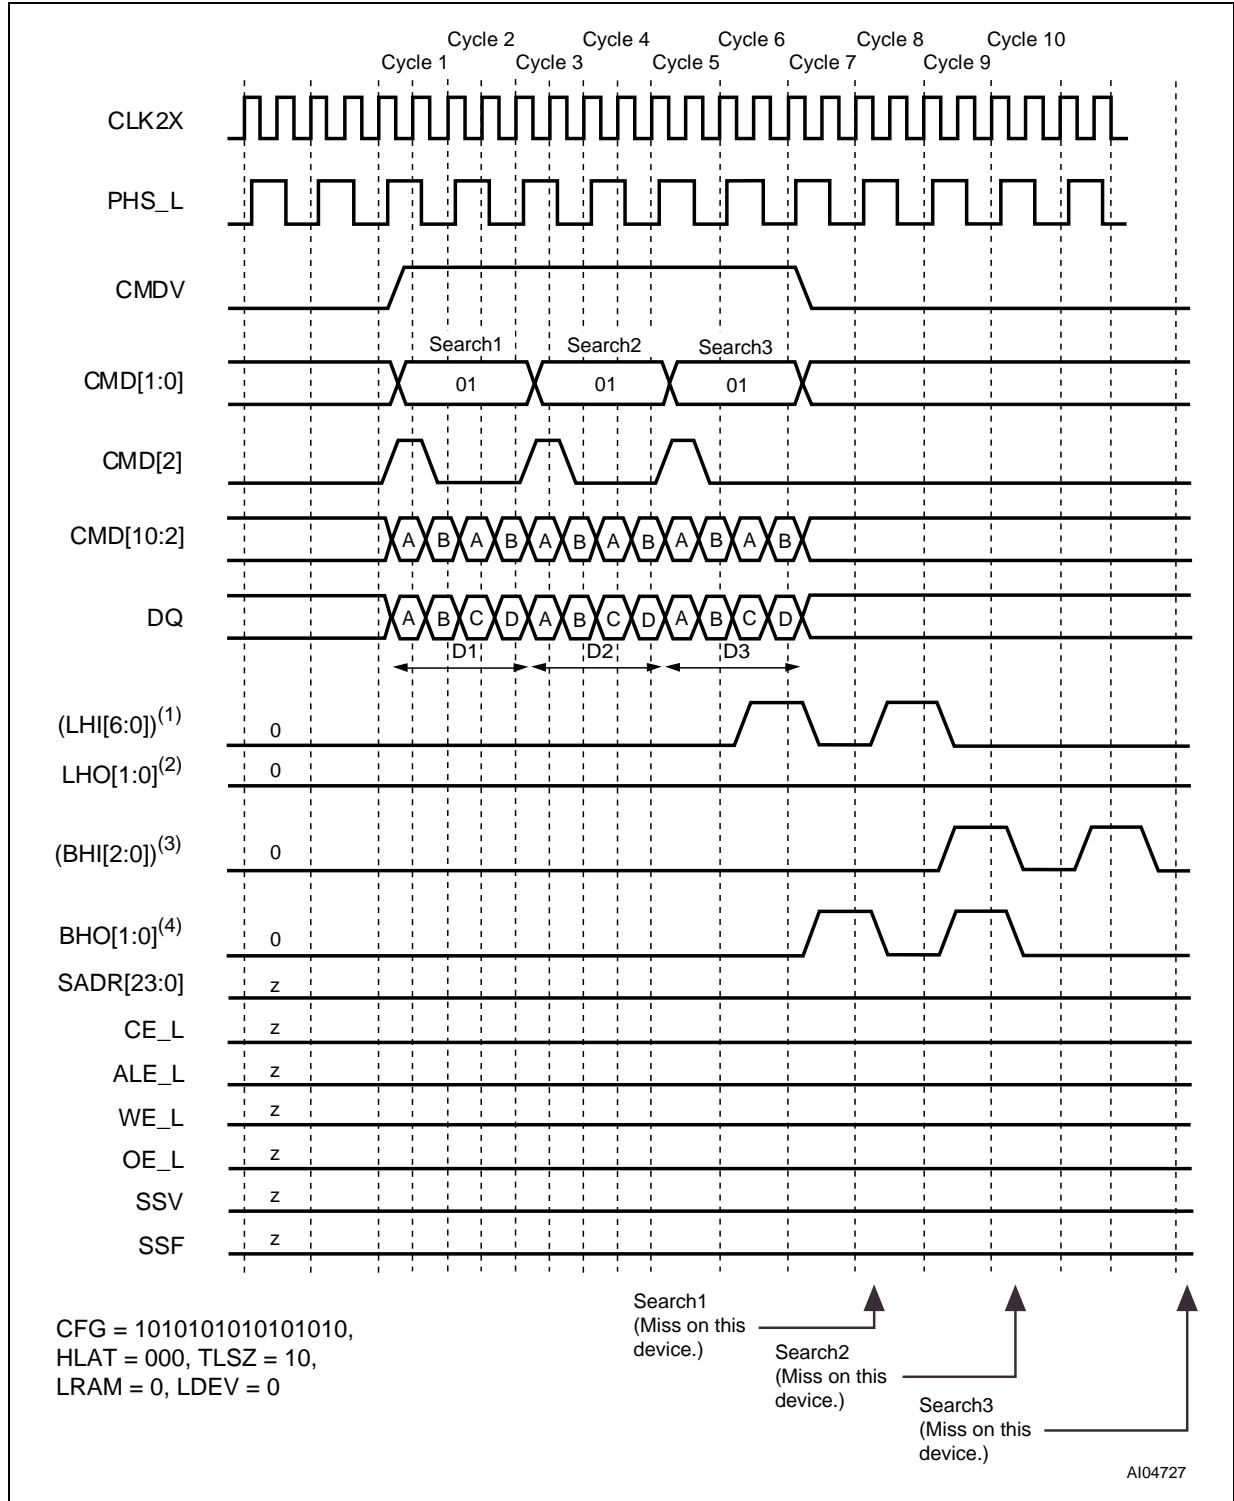 Cycle 2 Cycle 4 Cycle 6 Cycle 8 Cycle 10
Cycle 1 Cycle 3 Cycle 5 Cycle 7 Cycle 9
CLK2X
PHS_L
CMDV
Search1 Search2 Search3
CMD[1:0] 01 01 01
CMD[2]
CMD[10:2] A B A B A B A B A B A B
DQ A B C D A B C D A B C D
D1 D2 D3
(LHI[6:0])(1) 0
LHO[1:0](2) 0
(BHI[2:0])(3) 0
BHO[1:0](4) 0
SADR[23:0] z
CE_L z
ALE_L z
WE_L z
OE_L z
SSV z
SSF z
Search1
(Miss on this
device.)
Search2
(Miss on this
device.)
Search3
(Miss on this
device.)
CFG = 1010101010101010,
HLAT = 000, TLSZ = 10,
LRAM = 0, LDEV = 0
AI04727